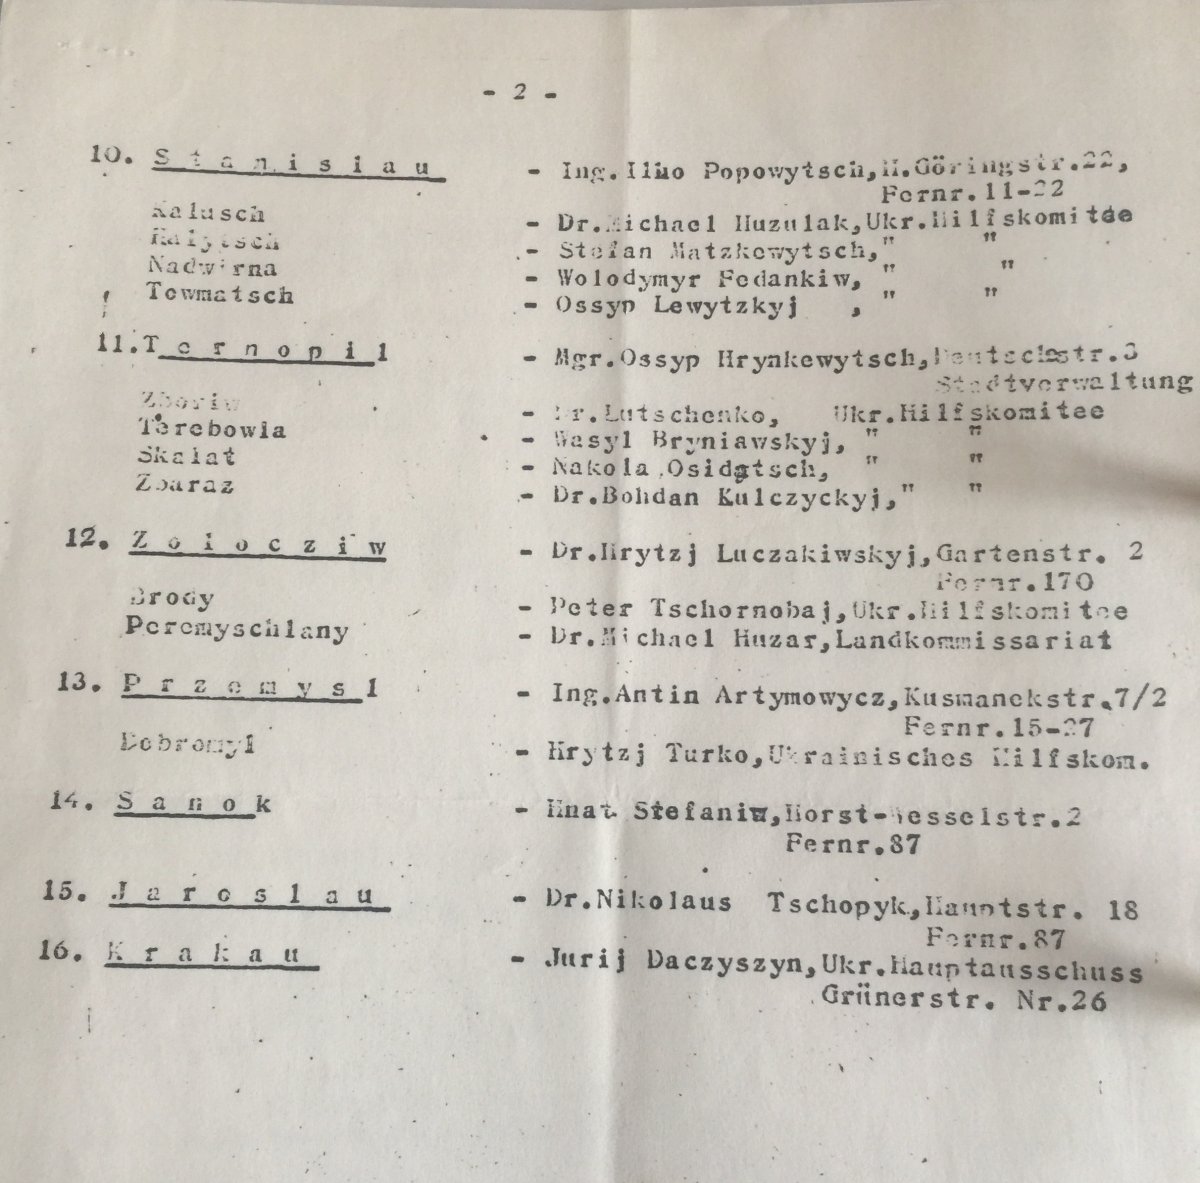 - 2 -
10. S t a n i s l a u - Ing.Illuo Popowytsch,H.Göringstr.22,
Fernr.11-22
Kalusch - Dr.Michael Huzulak,Ukr.Hilfskomitee
Halytsch - Stefan Matzkewytsch," "
Nadwirna - Wolodymyr Fedankiw, " "
Towmatsch - Ossyp Lewytzkyj , " "
11.T e r n o p i l - Mgr.Ossyp Hrynkewytsch,Deutschestr.3
Stadtverwaltung
Zboriw - Dr.Lutschenko, Ukr.Hilfskomitee
Terebowla - Wasyl Bryniawskyj, " "
Skalat - Nakola Osidatsch, " "
Zbaraz - Dr.Bohdan Kulczyckyj," "
12. Z o l o c z i w - Dr.Hrytzj Luczakiwskyj,Gartenstr. 2
Fernr.170
Brody - Peter Tschornobaj,Ukr.Hilfskomitee
Peremyschlany - Dr.Michael Huzar,Landkommissariat
13. P r z e m y s l - Ing.Antin Artymowycz,Kusmanekstr.7/2
Fernr.15-27
Dobromyl - Hrytzj Turko,Ukrainisches Hilfskom.
14. S a n o k - Hnat Stefaniw,Horst-Wesselstr.2
Fernr.87
15. J a r o s l a u - Dr.Nikolaus Tschopyk,Hauptstr. 18
Fernr.87
16. K r a k a u - Jurij Daczyszyn,Ukr.Hauptausschuss
Grünerstr. Nr.26